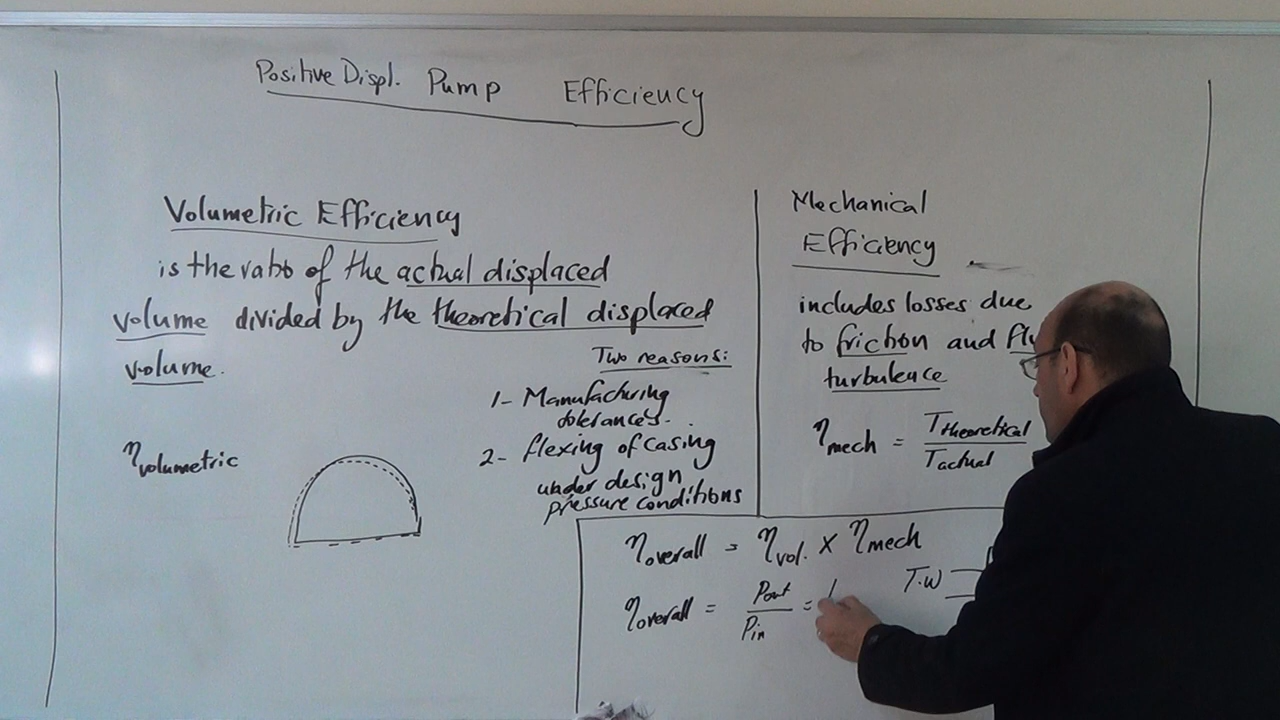 Positive Displ. Pump Efficiency
Volumetric Efficiency
is the ratio of the actual displaced
volume divided by the theoretical displaced
volume.
Two reasons:
1- Manufacturing
tolerances.
2- flexing of casing
under design
pressure conditions
ηvolumetric
Mechanical
Efficiency
includes losses due
to friction and
turbulence
ηmech = Ttheoretical / Tactual
ηoverall = ηvol. X ηmech
ηoverall = Pout / Pin =
T.W